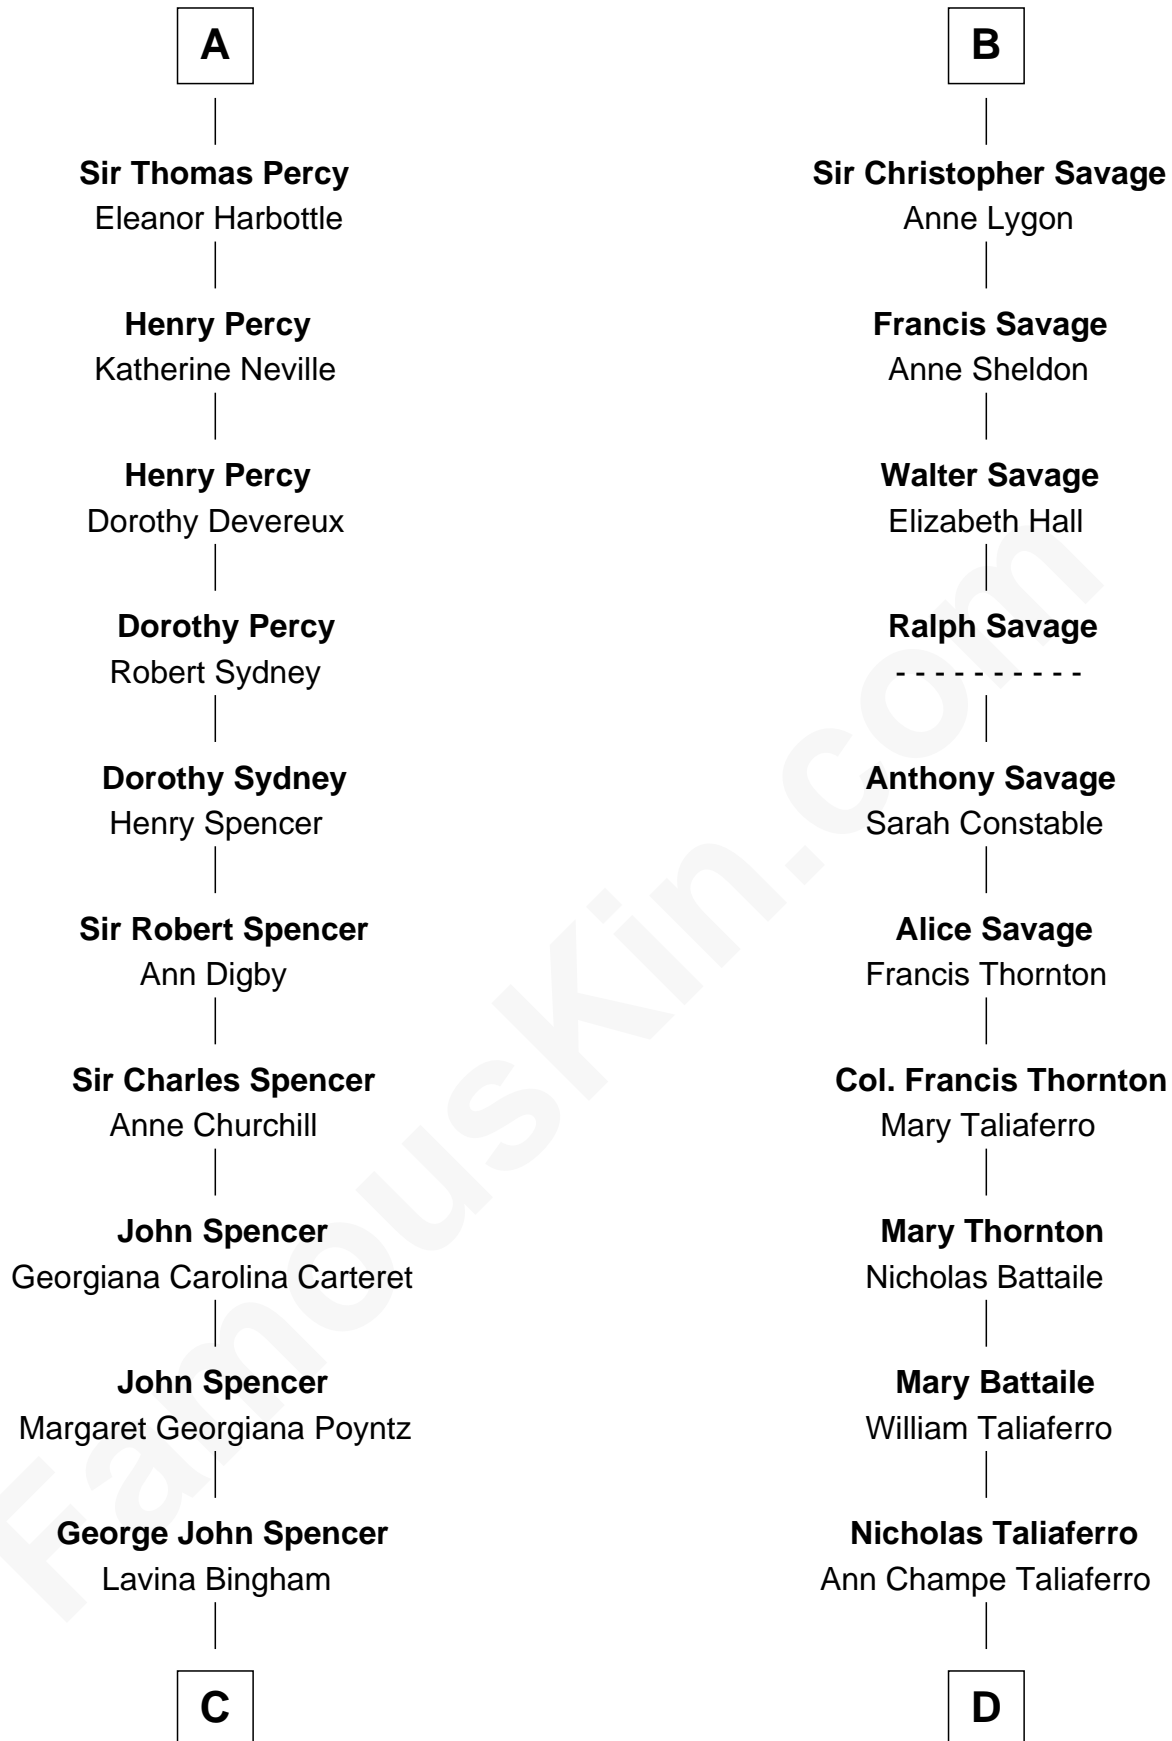 A
Sir Thomas Percy
Eleanor Harbottle
Henry Percy
Katherine Neville
Henry Percy
Dorothy Devereux
Dorothy Percy
Robert Sydney
Dorothy Sydney
Henry Spencer
Sir Robert Spencer
Ann Digby
Sir Charles Spencer
Anne Churchill
John Spencer
Georgiana Carolina Carteret
John Spencer
Margaret Georgiana Poyntz
George John Spencer
Lavina Bingham
C
B
Sir Christopher Savage
Anne Lygon
Francis Savage
Anne Sheldon
Walter Savage
Elizabeth Hall
Ralph Savage
- - - - - - - - - -
Anthony Savage
Sarah Constable
Alice Savage
Francis Thornton
Col. Francis Thornton
Mary Taliaferro
Mary Thornton
Nicholas Battaile
Mary Battaile
William Taliaferro
Nicholas Taliaferro
Ann Champe Taliaferro
D
FamousKin.com